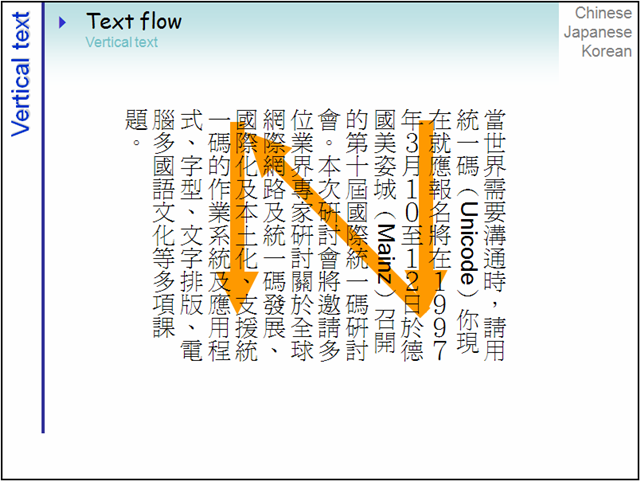 Vertical text
Text flow
Vertical text
Chinese
Japanese
Korean
當世界需要溝通時，請用
統一碼（Unicode）你現
在就應報名將在１９９７
年３月１０至１２日於德
國美姿城（Mainz）召開
的第十屆國際統一碼研討
會。本次研討會將邀請多
位業界專家研討關於全球
網際網路及統一碼發展、
國際化及本土化、支援統
一碼的作業系統及應用程
式、字型、文字排版、電
腦多國語文化等多項課
題。